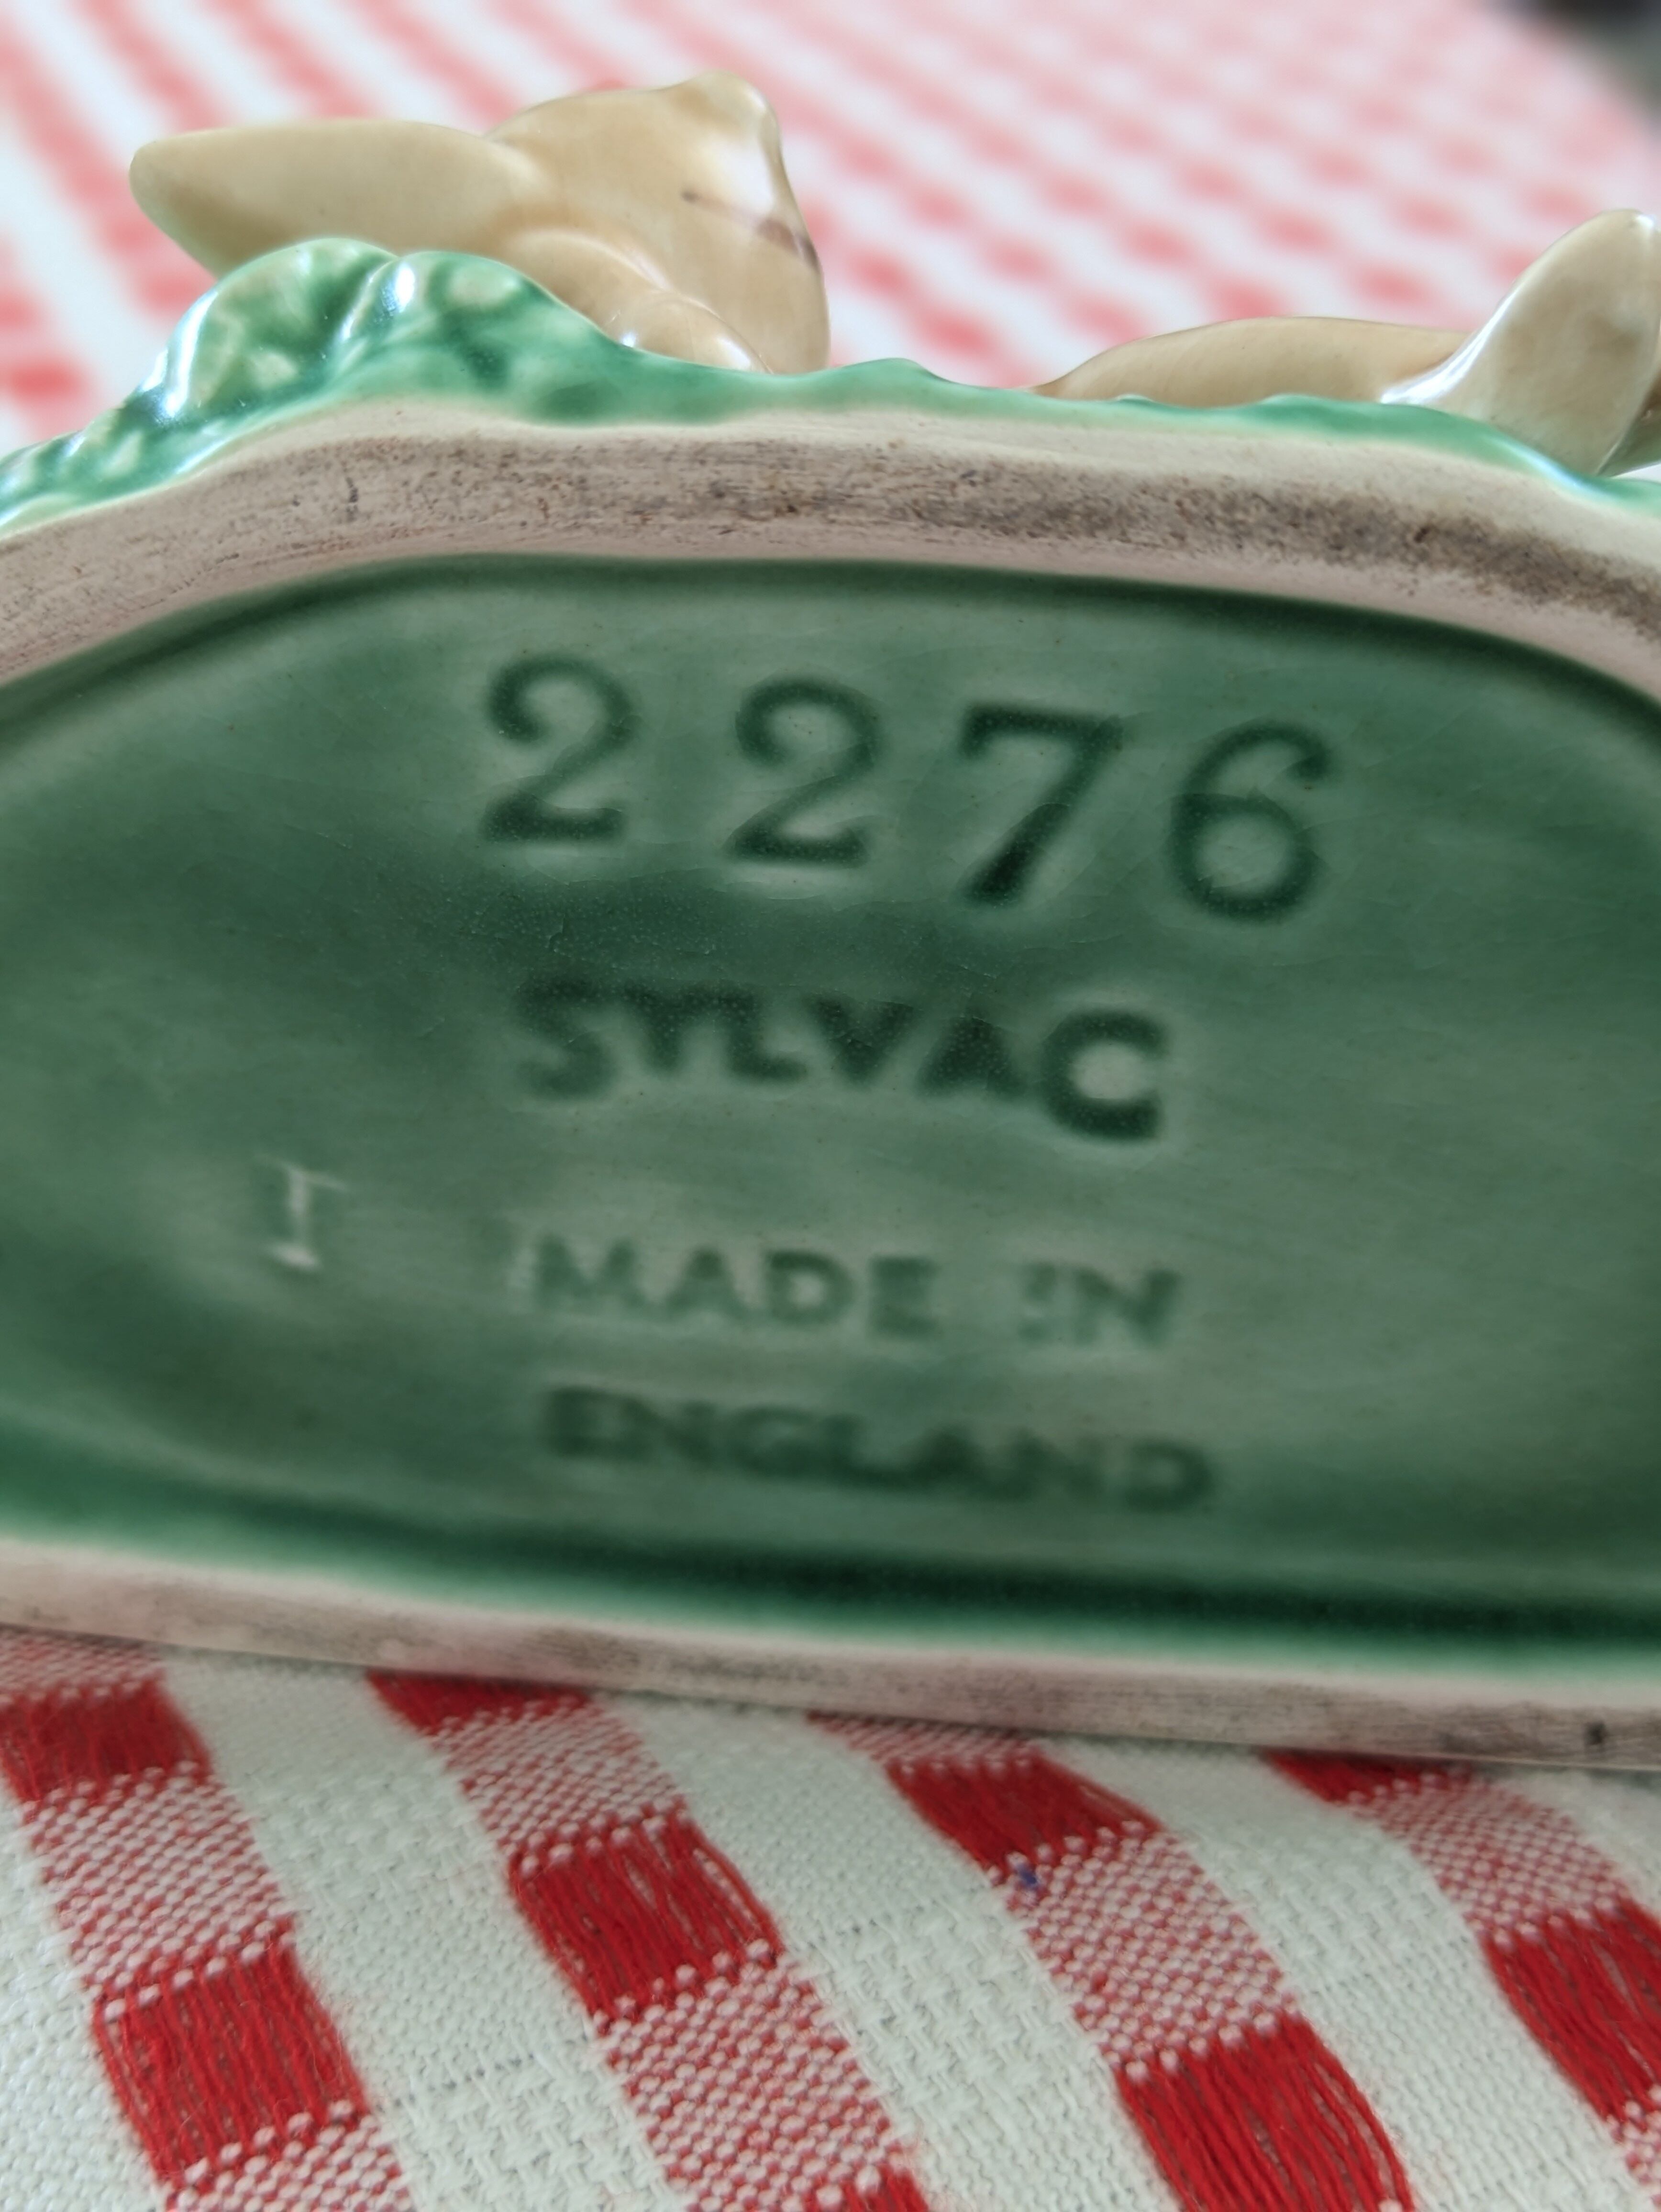 2276
SYLVAC
I
MADE IN
ENGLAND